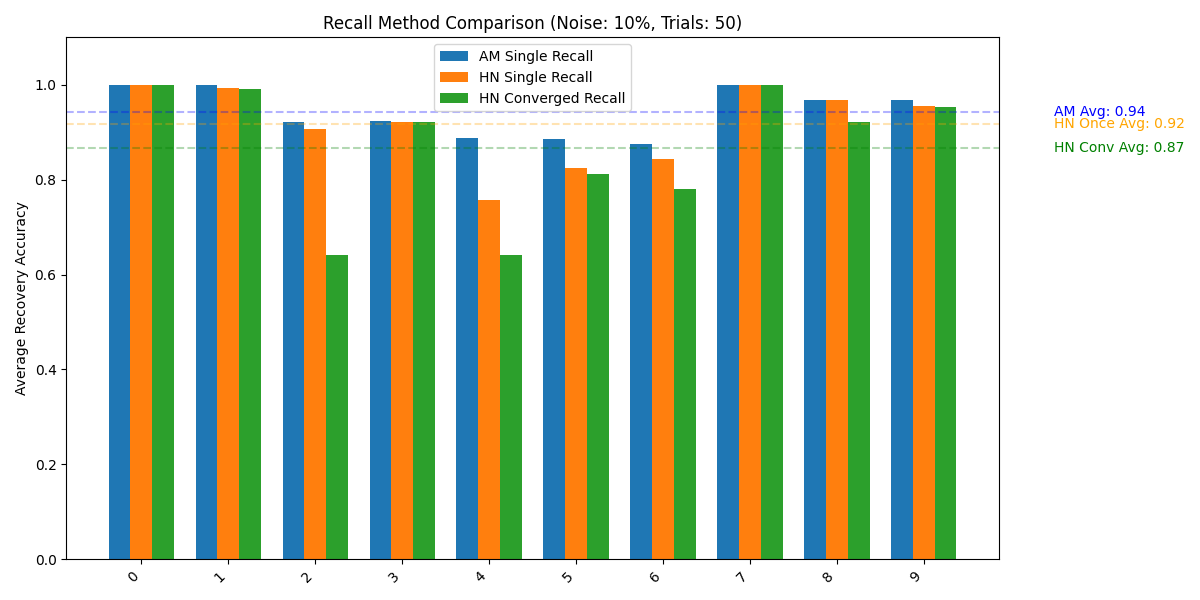 Recall Method Comparison (Noise: 10%, Trials: 50)
AM Single Recall
HN Single Recall
HN Converged Recall
1.0
0.8
0.6
0.4
0.2
0.0
Average Recovery Accuracy
AM Avg: 0.94
HN Once Avg: 0.92
HN Conv Avg: 0.87
0 1 2 3 4 5 6 7 8 9